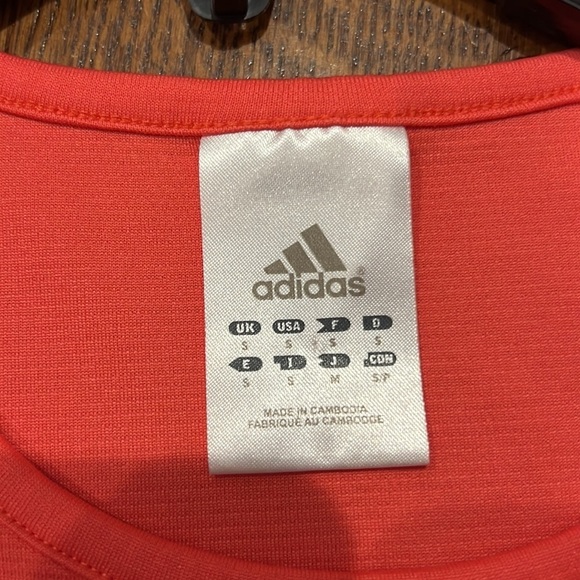 adidas
UK USA F D
S S S S
E I J CDN
S S M S/P
MADE IN CAMBODIA
FABRIQUÉ AU CAMBODGE